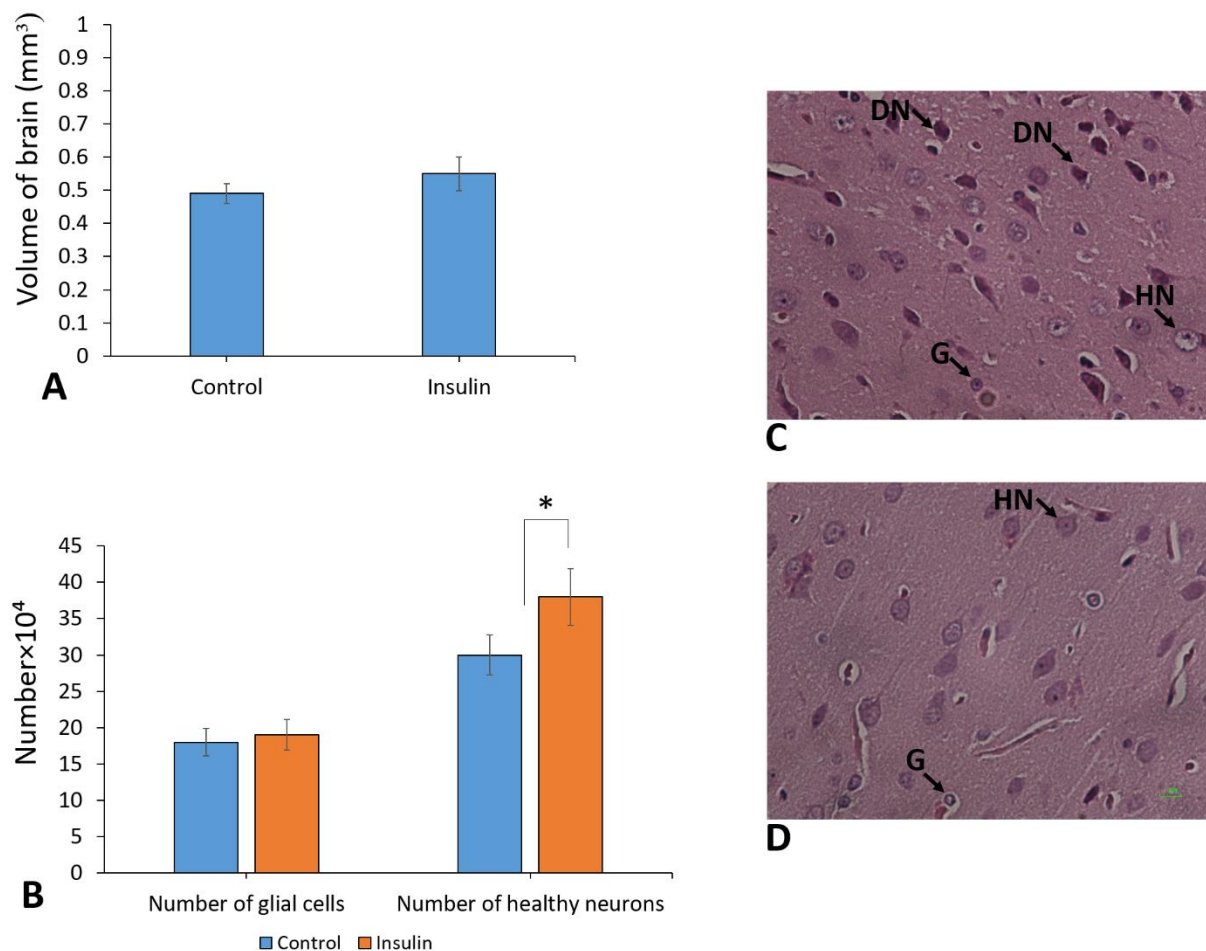 Volume of brain (mm³)
1
0.9
0.8
0.7
0.6
0.5
0.4
0.3
0.2
0.1
0
Control Insulin
A
Number×10⁴
*
45
40
35
30
25
20
15
10
5
0
Number of glial cells Number of healthy neurons
Control Insulin
B
DN
DN
HN
G
C
HN
G
D